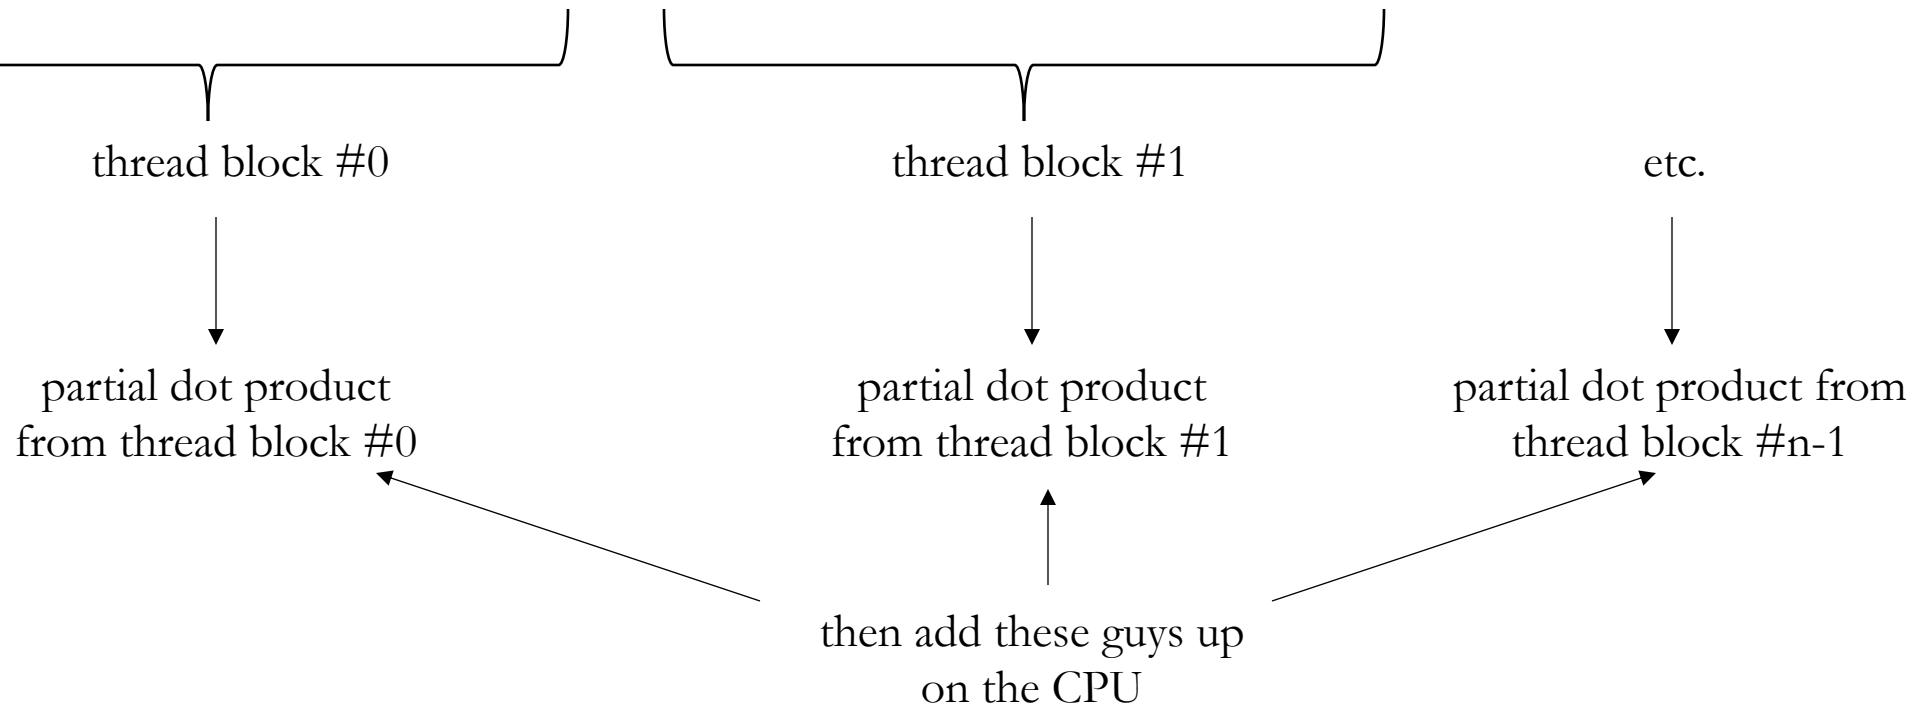 thread block #0
thread block #1
etc.
partial dot product
from thread block #0
partial dot product
from thread block #1
partial dot product from
thread block #n-1
then add these guys up
on the CPU